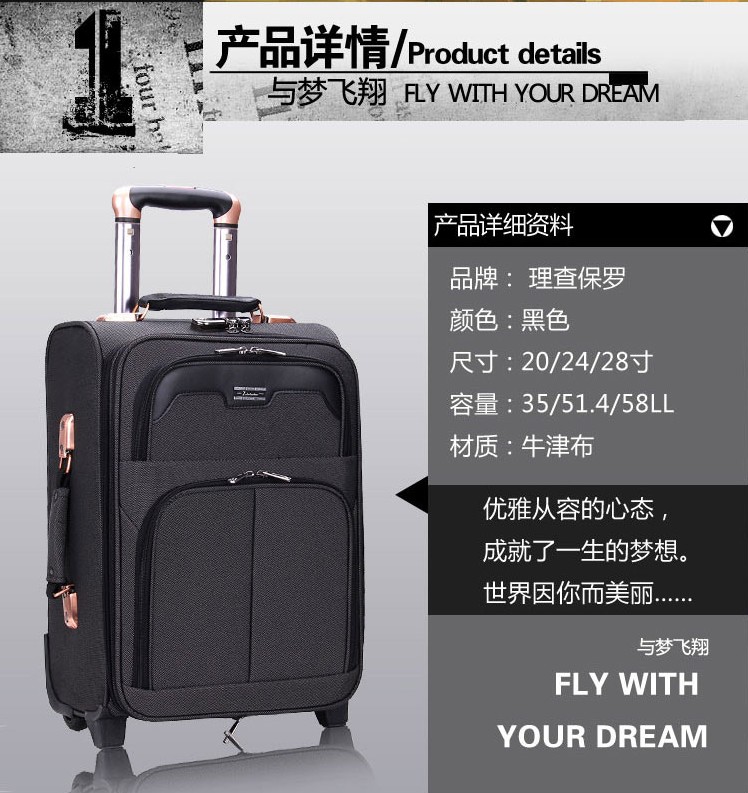 1
four h
产品详情/Product details
与梦飞翔 FLY WITH YOUR DREAM
产品详细资料
品牌： 理查保罗
颜色：黑色
尺寸：20/24/28寸
容量：35/51.4/58LL
材质：牛津布
优雅从容的心态，
成就了一生的梦想。
世界因你而美丽......
与梦飞翔
FLY WITH
YOUR DREAM